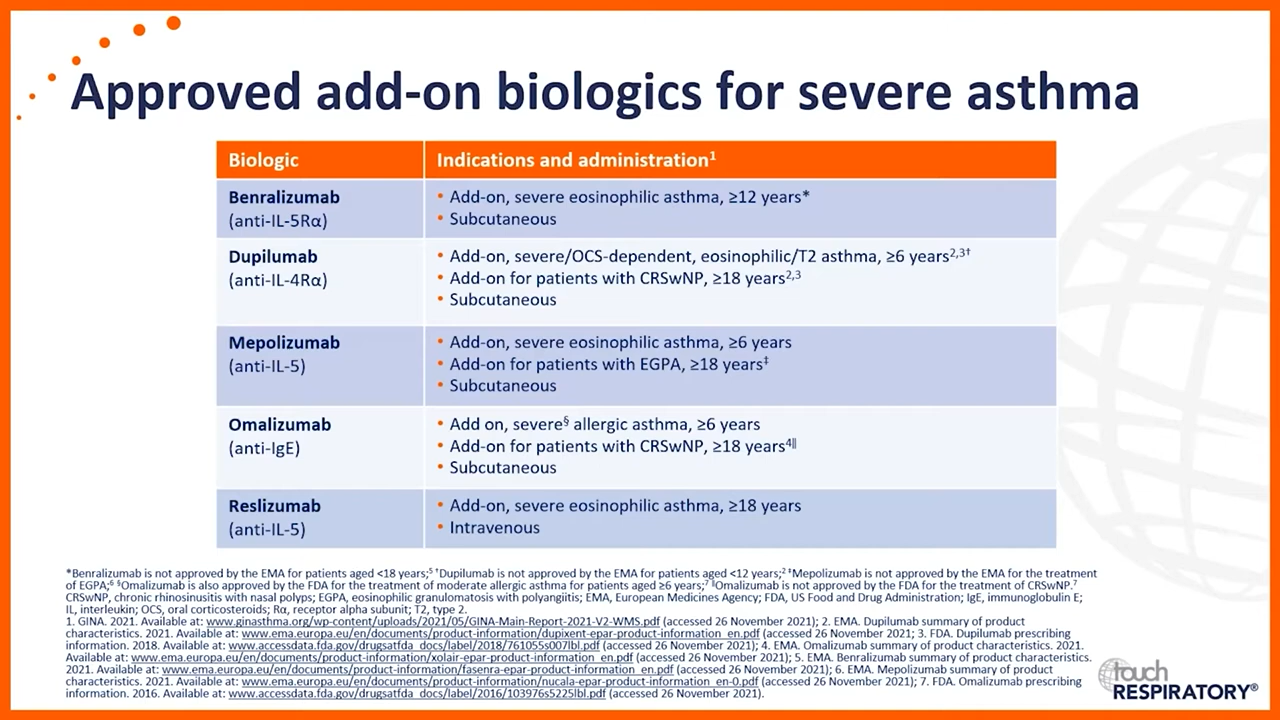 Approved add-on biologics for severe asthma
Biologic
Indications and administration¹
Benralizumab
(anti-IL-5Rα)
• Add-on, severe eosinophilic asthma, ≥12 years*
• Subcutaneous
Dupilumab
(anti-IL-4Rα)
• Add-on, severe/OCS-dependent, eosinophilic/T2 asthma, ≥6 years²,³†
• Add-on for patients with CRSwNP, ≥18 years²,³
• Subcutaneous
Mepolizumab
(anti-IL-5)
• Add-on, severe eosinophilic asthma, ≥6 years
• Add-on for patients with EGPA, ≥18 years‡
• Subcutaneous
Omalizumab
(anti-IgE)
• Add on, severe§ allergic asthma, ≥6 years
• Add-on for patients with CRSwNP, ≥18 years⁴‖
• Subcutaneous
Reslizumab
(anti-IL-5)
• Add-on, severe eosinophilic asthma, ≥18 years
• Intravenous
*Benralizumab is not approved by the EMA for patients aged <18 years;⁵ †Dupilumab is not approved by the EMA for patients aged <12 years;² ‡Mepolizumab is not approved by the EMA for the treatment
of EGPA;⁶ §Omalizumab is also approved by the FDA for the treatment of moderate allergic asthma for patients aged ≥6 years;⁷ ‖Omalizumab is not approved by the FDA for the treatment of CRSwNP.⁷
CRSwNP, chronic rhinosinusitis with nasal polyps; EGPA, eosinophilic granulomatosis with polyangiitis; EMA, European Medicines Agency; FDA, US Food and Drug Administration; IgE, immunoglobulin E;
IL, interleukin; OCS, oral corticosteroids; Rα, receptor alpha subunit; T2, type 2.
1. GINA. 2021. Available at: www.ginasthma.org/wp-content/uploads/2021/05/GINA-Main-Report-2021-V2-WMS.pdf (accessed 26 November 2021); 2. EMA. Dupilumab summary of product
characteristics. 2021. Available at: www.ema.europa.eu/en/documents/product-information/dupixent-epar-product-information_en.pdf (accessed 26 November 2021); 3. FDA. Dupilumab prescribing
information. 2018. Available at: www.accessdata.fda.gov/drugsatfda_docs/label/2018/761055s007lbl.pdf (accessed 26 November 2021); 4. EMA. Omalizumab summary of product characteristics. 2021.
Available at: www.ema.europa.eu/en/documents/product-information/xolair-epar-product-information_en.pdf (accessed 26 November 2021); 5. EMA. Benralizumab summary of product characteristics.
2021. Available at: www.ema.europa.eu/en/documents/product-information/fasenra-epar-product-information_en.pdf (accessed 26 November 2021); 6. EMA. Mepolizumab summary of product
characteristics. 2021. Available at: www.ema.europa.eu/en/documents/product-information/nucala-epar-product-information_en-0.pdf (accessed 26 November 2021); 7. FDA. Omalizumab prescribing
information. 2016. Available at: www.accessdata.fda.gov/drugsatfda_docs/label/2016/103976s5225lbl.pdf (accessed 26 November 2021).
touch
RESPIRATORY®